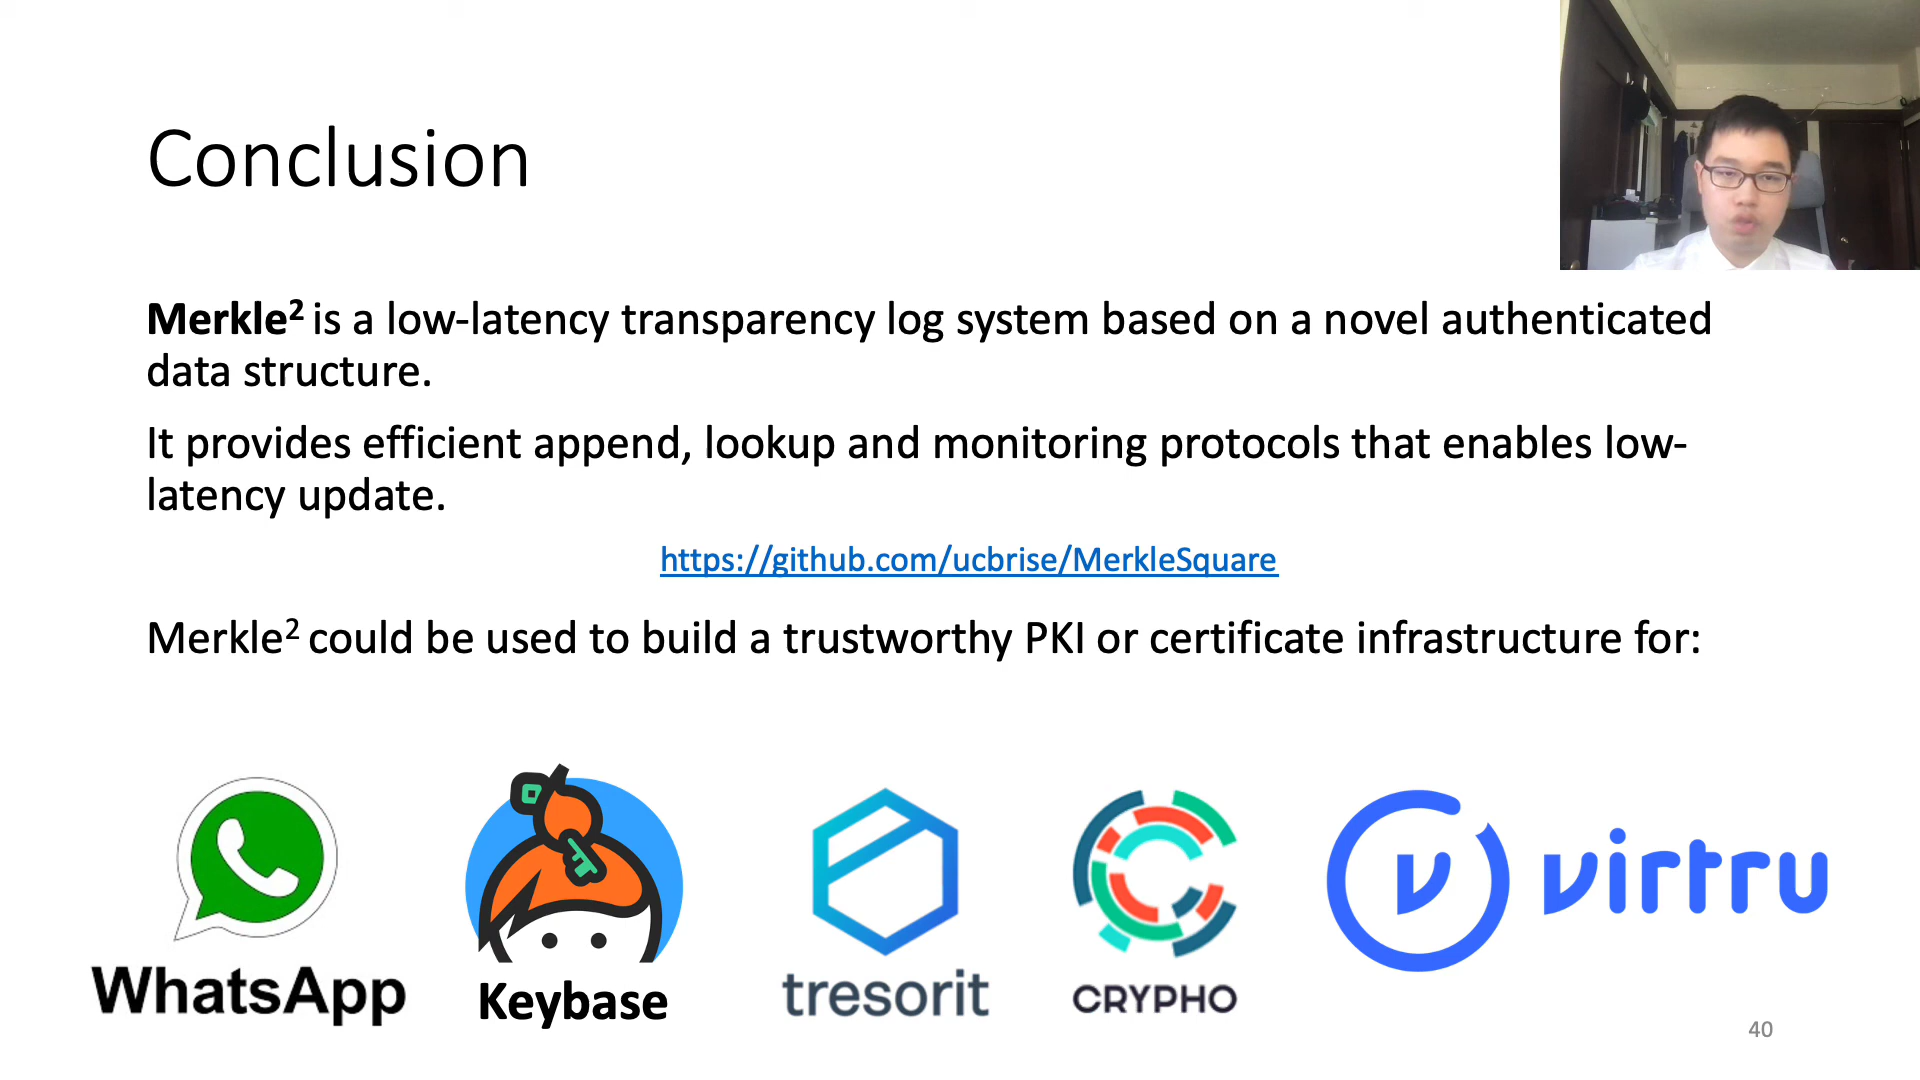 Conclusion
Merkle² is a low-latency transparency log system based on a novel authenticated
data structure.
It provides efficient append, lookup and monitoring protocols that enables low-
latency update.
https://github.com/ucbrise/MerkleSquare
Merkle² could be used to build a trustworthy PKI or certificate infrastructure for:
WhatsApp
Keybase
tresorit
CRYPHO
virtru
40